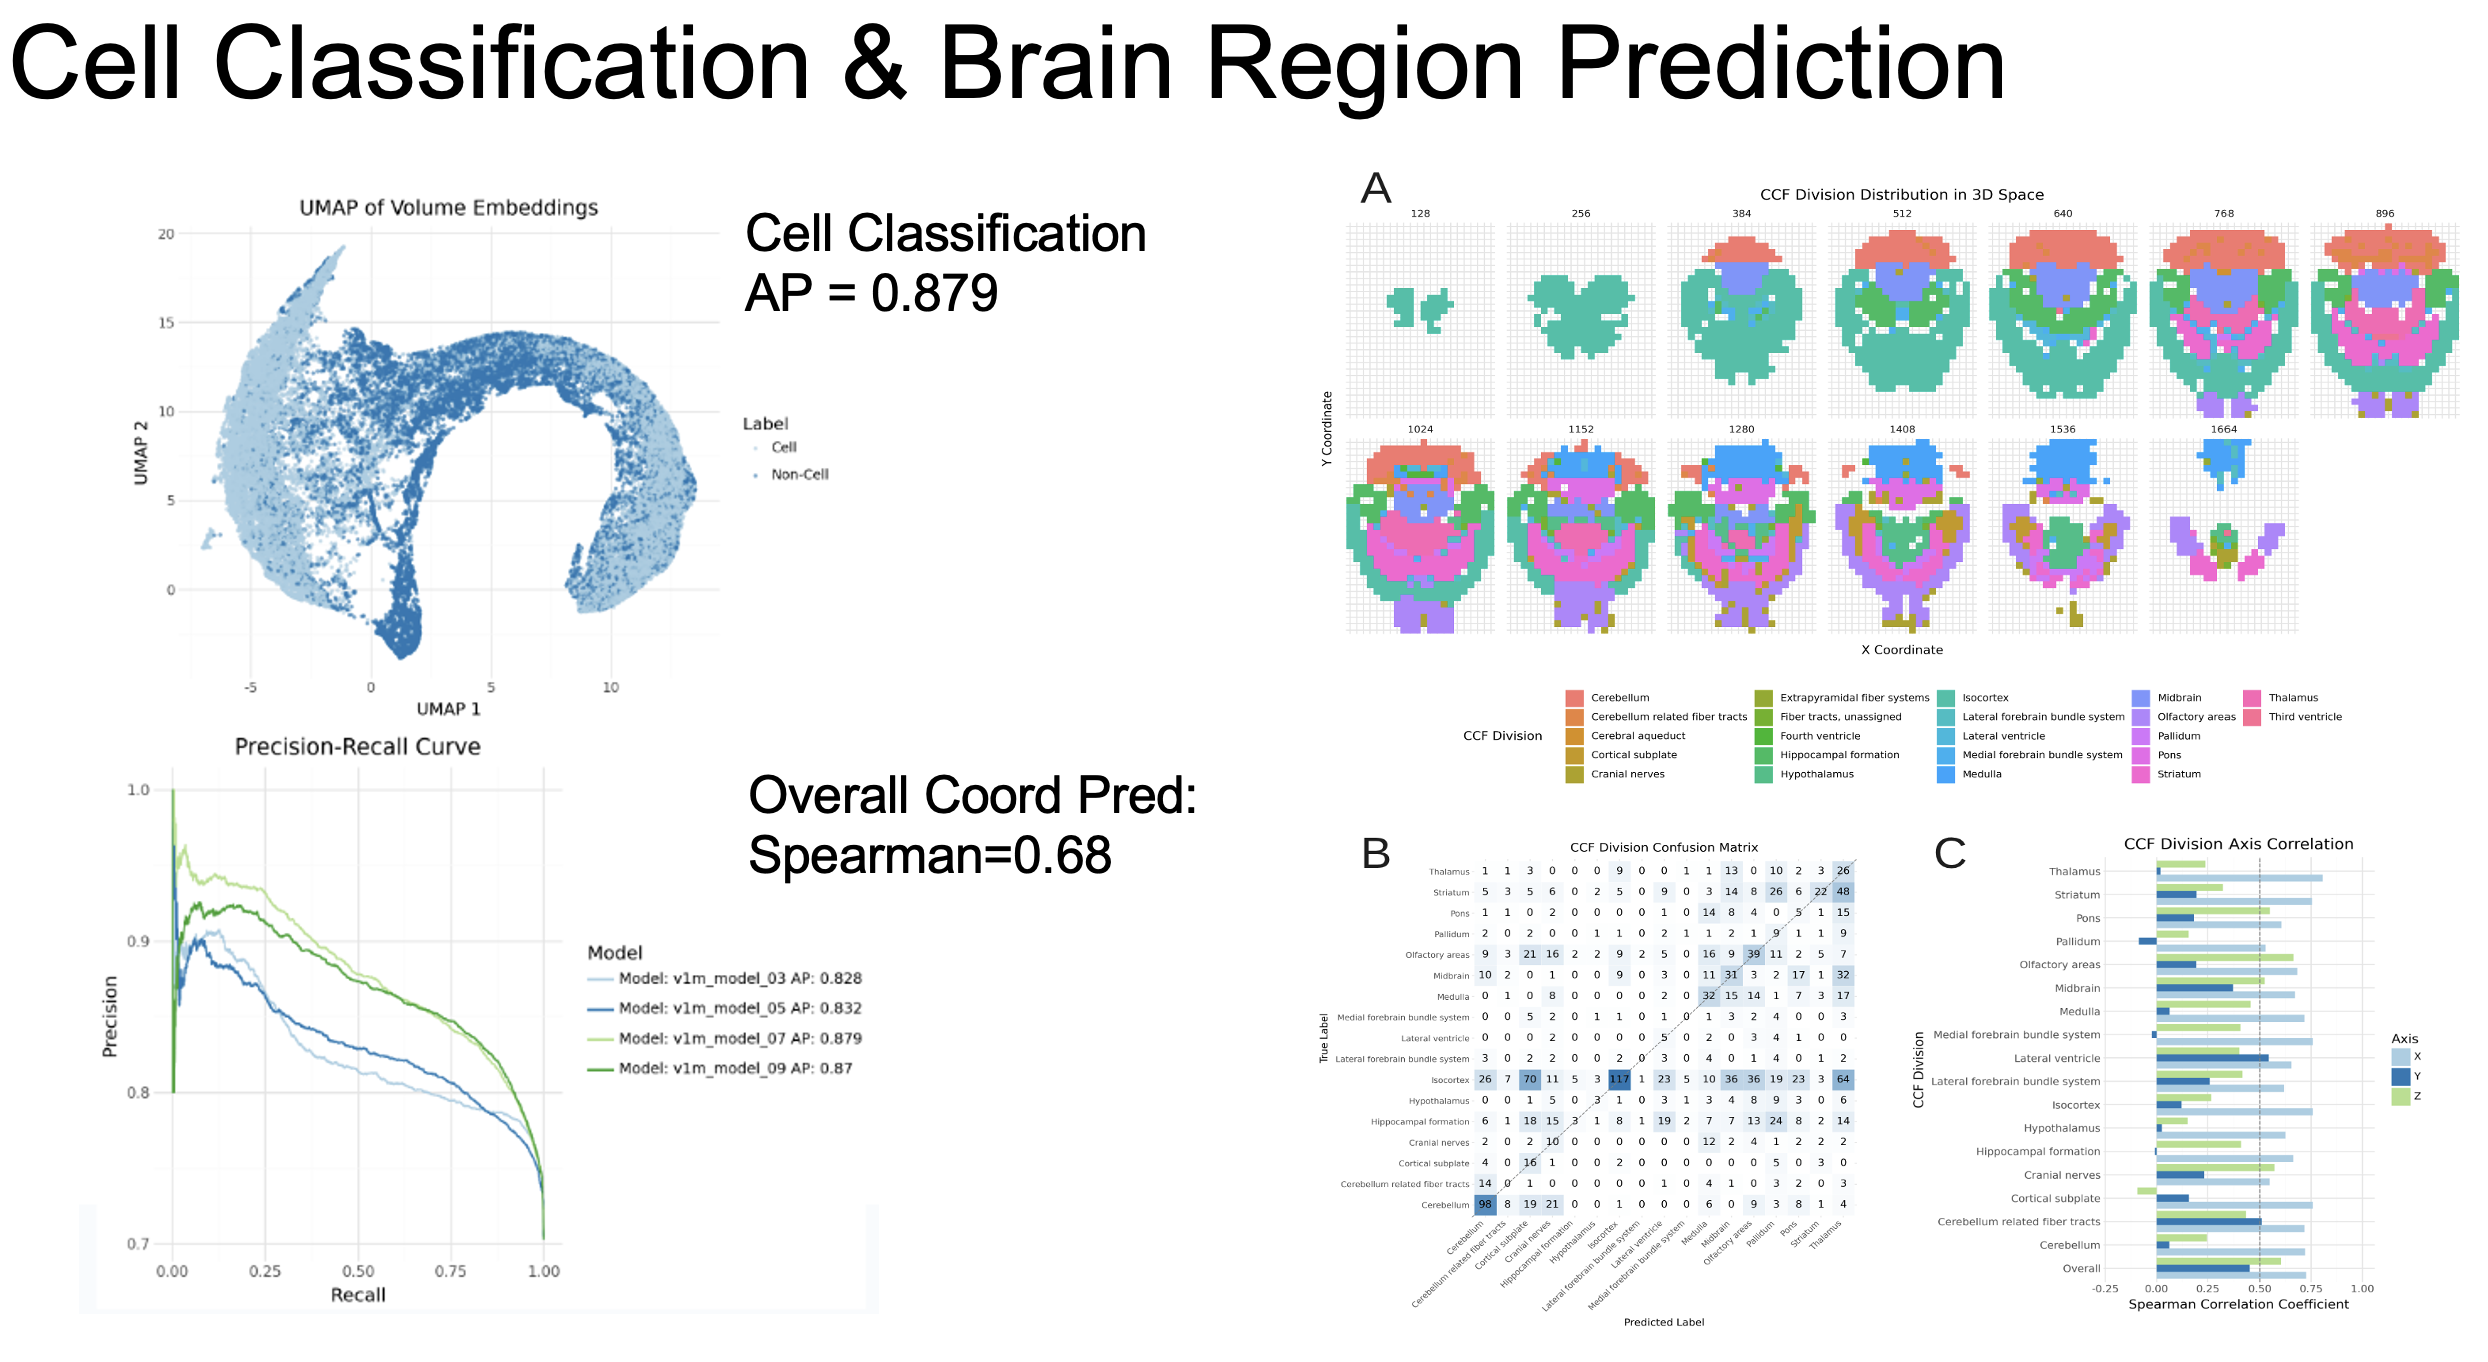 Cell Classification & Brain Region Prediction
UMAP of Volume Embeddings
20
15
10
5
0
UMAP 2
-5 0 5 10
UMAP 1
Label
Cell
Non-Cell
Cell Classification
AP = 0.879
Precision-Recall Curve
1.0
0.9
0.8
0.7
Precision
0.00 0.25 0.50 0.75 1.00
Recall
Model
Model: v1m_model_03 AP: 0.828
Model: v1m_model_05 AP: 0.832
Model: v1m_model_07 AP: 0.879
Model: v1m_model_09 AP: 0.87
Overall Coord Pred:
Spearman=0.68
A
CCF Division Distribution in 3D Space
128 256 384 512 640 768 896
1024 1152 1280 1408 1536 1664
Y Coordinate
X Coordinate
CCF Division
Cerebellum
Cerebellum related fiber tracts
Cerebral aqueduct
Cortical subplate
Cranial nerves
Extrapyramidal fiber systems
Fiber tracts, unassigned
Fourth ventricle
Hippocampal formation
Hypothalamus
Isocortex
Lateral forebrain bundle system
Lateral ventricle
Medial forebrain bundle system
Medulla
Midbrain
Olfactory areas
Pallidum
Pons
Striatum
Thalamus
Third ventricle
B
CCF Division Confusion Matrix
True Label
Thalamus 1 1 3 0 0 0 9 0 0 1 1 13 0 10 2 3 26
Striatum 5 3 5 6 0 2 5 0 9 0 3 14 8 26 6 22 48
Pons 1 1 0 2 0 0 0 0 1 0 14 8 4 0 5 1 15
Pallidum 2 0 2 0 0 1 1 0 2 1 1 2 1 9 1 1 9
Olfactory areas 9 3 21 16 2 2 9 2 5 0 16 9 39 11 2 5 7
Midbrain 10 2 0 1 0 0 9 0 3 0 11 31 3 2 17 1 32
Medulla 0 1 0 8 0 0 0 0 2 0 32 15 14 1 7 3 17
Medial forebrain bundle system 0 0 5 2 0 1 1 0 1 0 1 3 2 4 0 0 3
Lateral ventricle 0 0 0 2 0 0 0 0 5 0 2 0 3 4 1 0 0
Lateral forebrain bundle system 3 0 2 2 0 0 2 0 3 0 4 0 1 4 0 1 2
Isocortex 26 7 70 11 5 3 117 1 23 5 10 36 36 19 23 3 64
Hypothalamus 0 0 1 5 0 3 1 0 3 1 3 4 8 9 3 0 6
Hippocampal formation 6 1 18 15 3 1 8 1 19 2 7 7 13 24 8 2 14
Cranial nerves 2 0 2 10 0 0 0 0 0 0 12 2 4 1 2 2 2
Cortical subplate 4 0 16 1 0 0 2 0 0 0 0 0 0 5 0 3 0
Cerebellum related fiber tracts 14 0 1 0 0 0 0 0 1 0 4 1 0 3 2 0 3
Cerebellum 98 8 19 21 0 0 1 0 0 0 6 0 9 3 8 1 4
Cerebellum
Cerebellum related fiber tracts
Cortical subplate
Cranial nerves
Hippocampal formation
Hypothalamus
Isocortex
Lateral forebrain bundle system
Lateral ventricle
Medial forebrain bundle system
Medulla
Midbrain
Olfactory areas
Pallidum
Pons
Striatum
Thalamus
Predicted Label
C
CCF Division Axis Correlation
CCF Division
Thalamus
Striatum
Pons
Pallidum
Olfactory areas
Midbrain
Medulla
Medial forebrain bundle system
Lateral ventricle
Lateral forebrain bundle system
Isocortex
Hypothalamus
Hippocampal formation
Cranial nerves
Cortical subplate
Cerebellum related fiber tracts
Cerebellum
Overall
-0.25 0.00 0.25 0.50 0.75 1.00
Spearman Correlation Coefficient
Axis
X
Y
Z